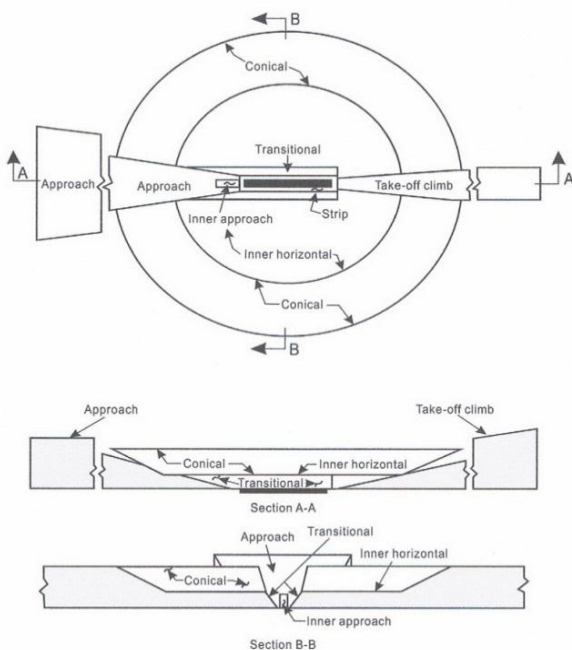 B
Conical
Transitional
A
A
Approach
Approach
Take-off climb
Inner approach
Strip
Inner horizontal
Conical
B
Approach
Take-off climb
Conical
Inner horizontal
Transitional
Section A-A
Transitional
Approach
Inner horizontal
Conical
Inner approach
Section B-B